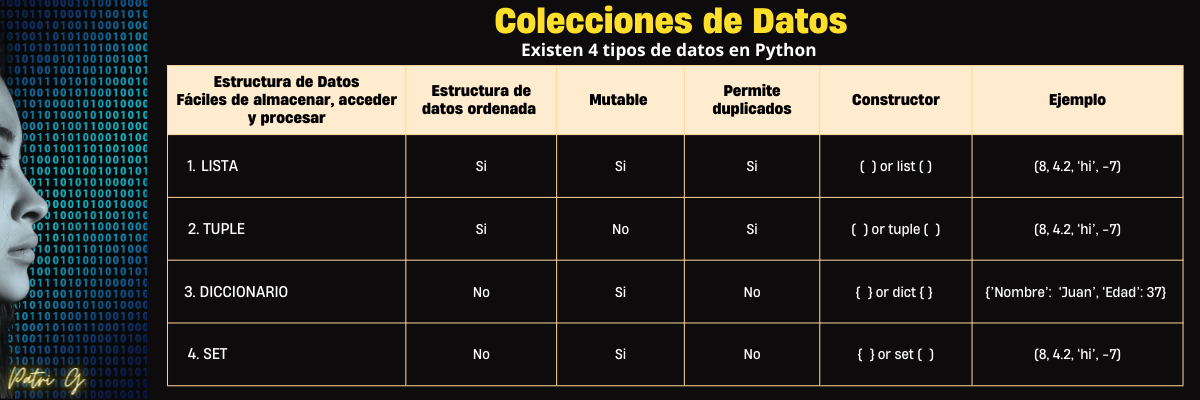 Colecciones de Datos
Existen 4 tipos de datos en Python
Estructura de Datos
Fáciles de almacenar, acceder
y procesar
Estructura de
datos ordenada
Mutable
Permite
duplicados
Constructor
Ejemplo
1. LISTA
Si
Si
Si
( ) or list ( )
(8, 4.2, 'hi', -7)
2. TUPLE
Si
No
Si
( ) or tuple ( )
(8, 4.2, 'hi', -7)
3. DICCIONARIO
No
Si
No
{ } or dict { }
{'Nombre': 'Juan', 'Edad': 37}
4. SET
No
Si
No
{ } or set ( )
(8, 4.2, 'hi', -7)
Patri G